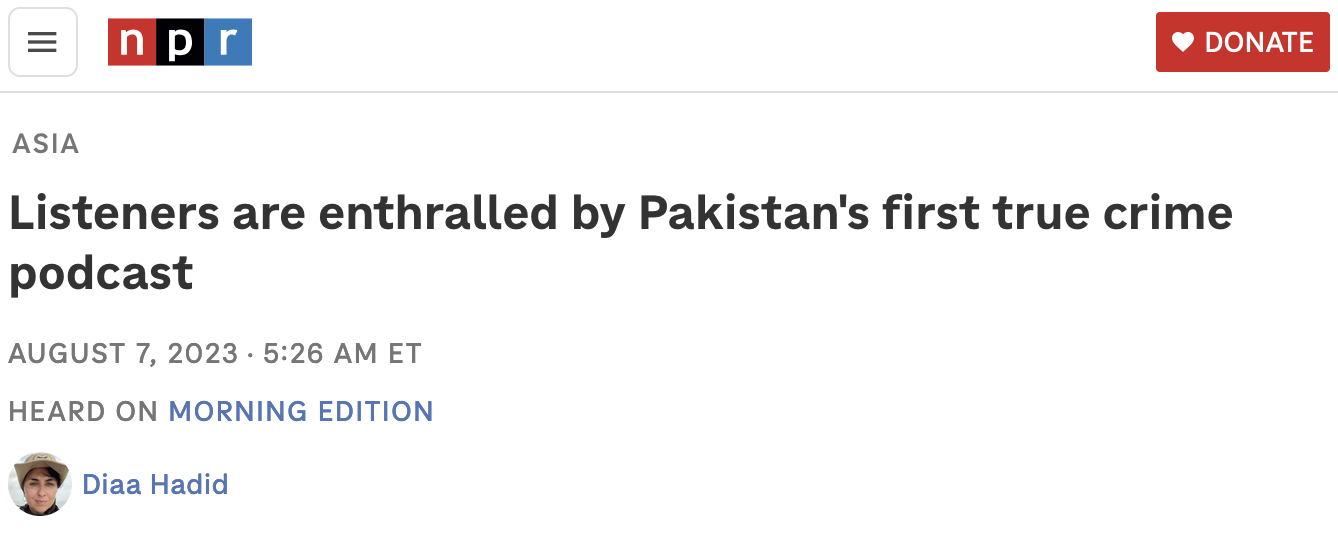 npr
DONATE
ASIA
Listeners are enthralled by Pakistan's first true crime
podcast
AUGUST 7, 2023 · 5:26 AM ET
HEARD ON MORNING EDITION
Diaa Hadid